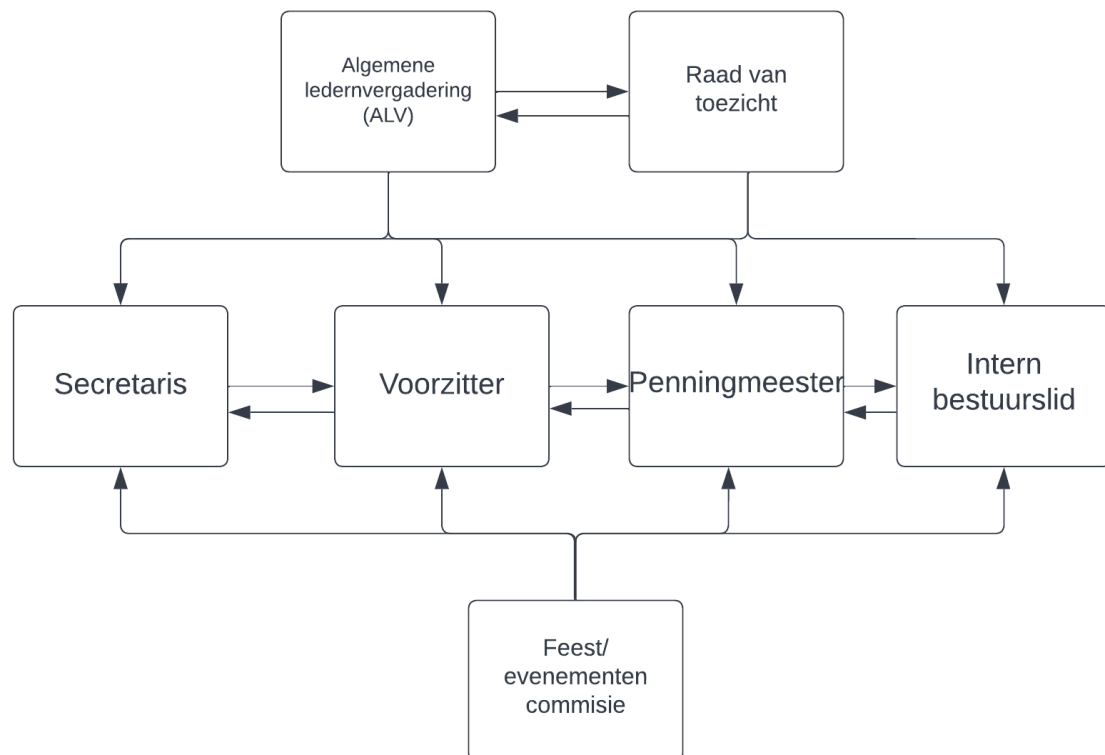 Algemene
ledernvergadering
(ALV)
Raad van
toezicht
Secretaris
Voorzitter
Penningmeester
Intern
bestuurslid
Feest/
evenementen
commisie